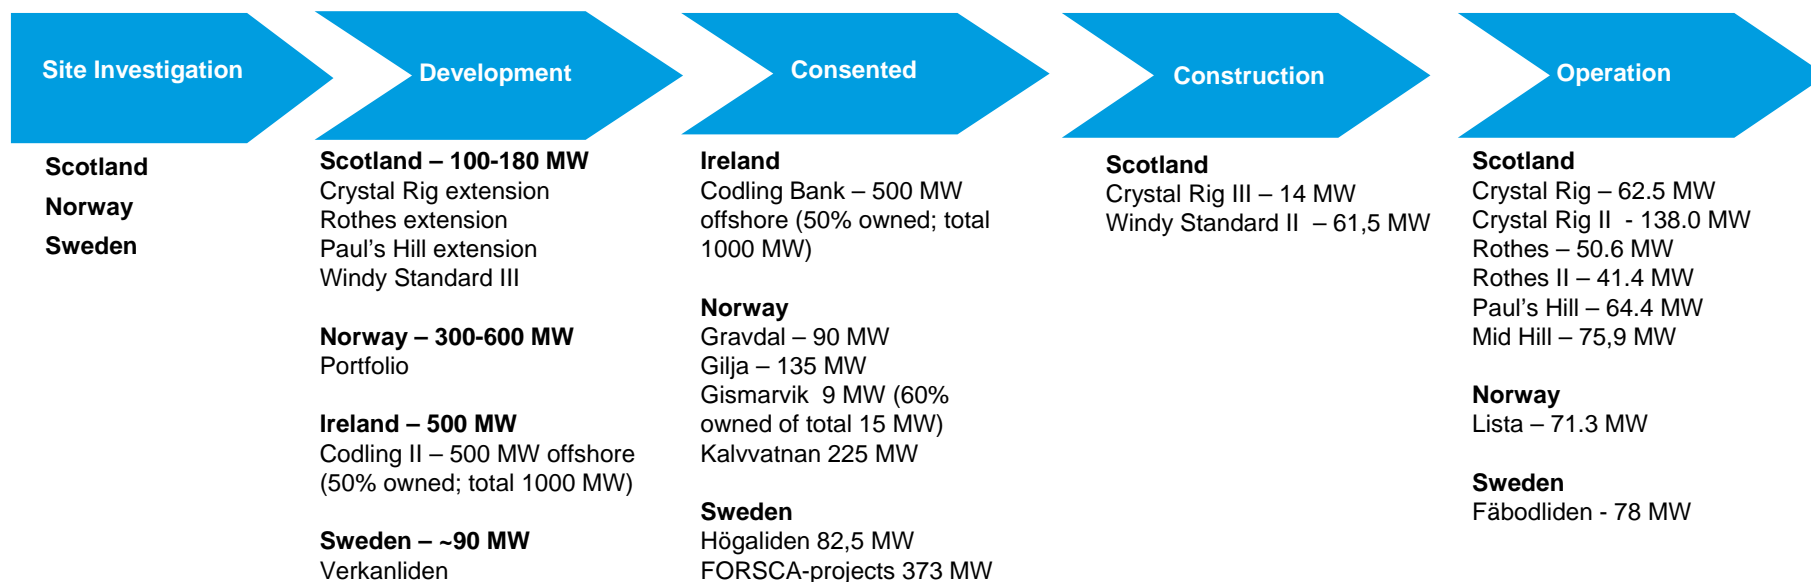 Site Investigation
Scotland
Norway
Sweden
Development
Scotland – 100-180 MW
Crystal Rig extension
Rothes extension
Paul’s Hill extension
Windy Standard III
Norway – 300-600 MW
Portfolio
Ireland – 500 MW
Codling II – 500 MW offshore
(50% owned; total 1000 MW)
Sweden – ~90 MW
Verkanliden
Consented
Ireland
Codling Bank – 500 MW
offshore (50% owned; total
1000 MW)
Norway
Gravdal – 90 MW
Gilja – 135 MW
Gismarvik  9 MW (60%
owned of total 15 MW)
Kalvvatnan 225 MW
Sweden
Högaliden 82,5 MW
FORSCA-projects 373 MW
Construction
Scotland
Crystal Rig III – 14 MW
Windy Standard II  – 61,5 MW
Operation
Scotland
Crystal Rig – 62.5 MW
Crystal Rig II  - 138.0 MW
Rothes – 50.6 MW
Rothes II – 41.4 MW
Paul’s Hill – 64.4 MW
Mid Hill – 75,9 MW
Norway
Lista – 71.3 MW
Sweden
Fäbodliden - 78 MW